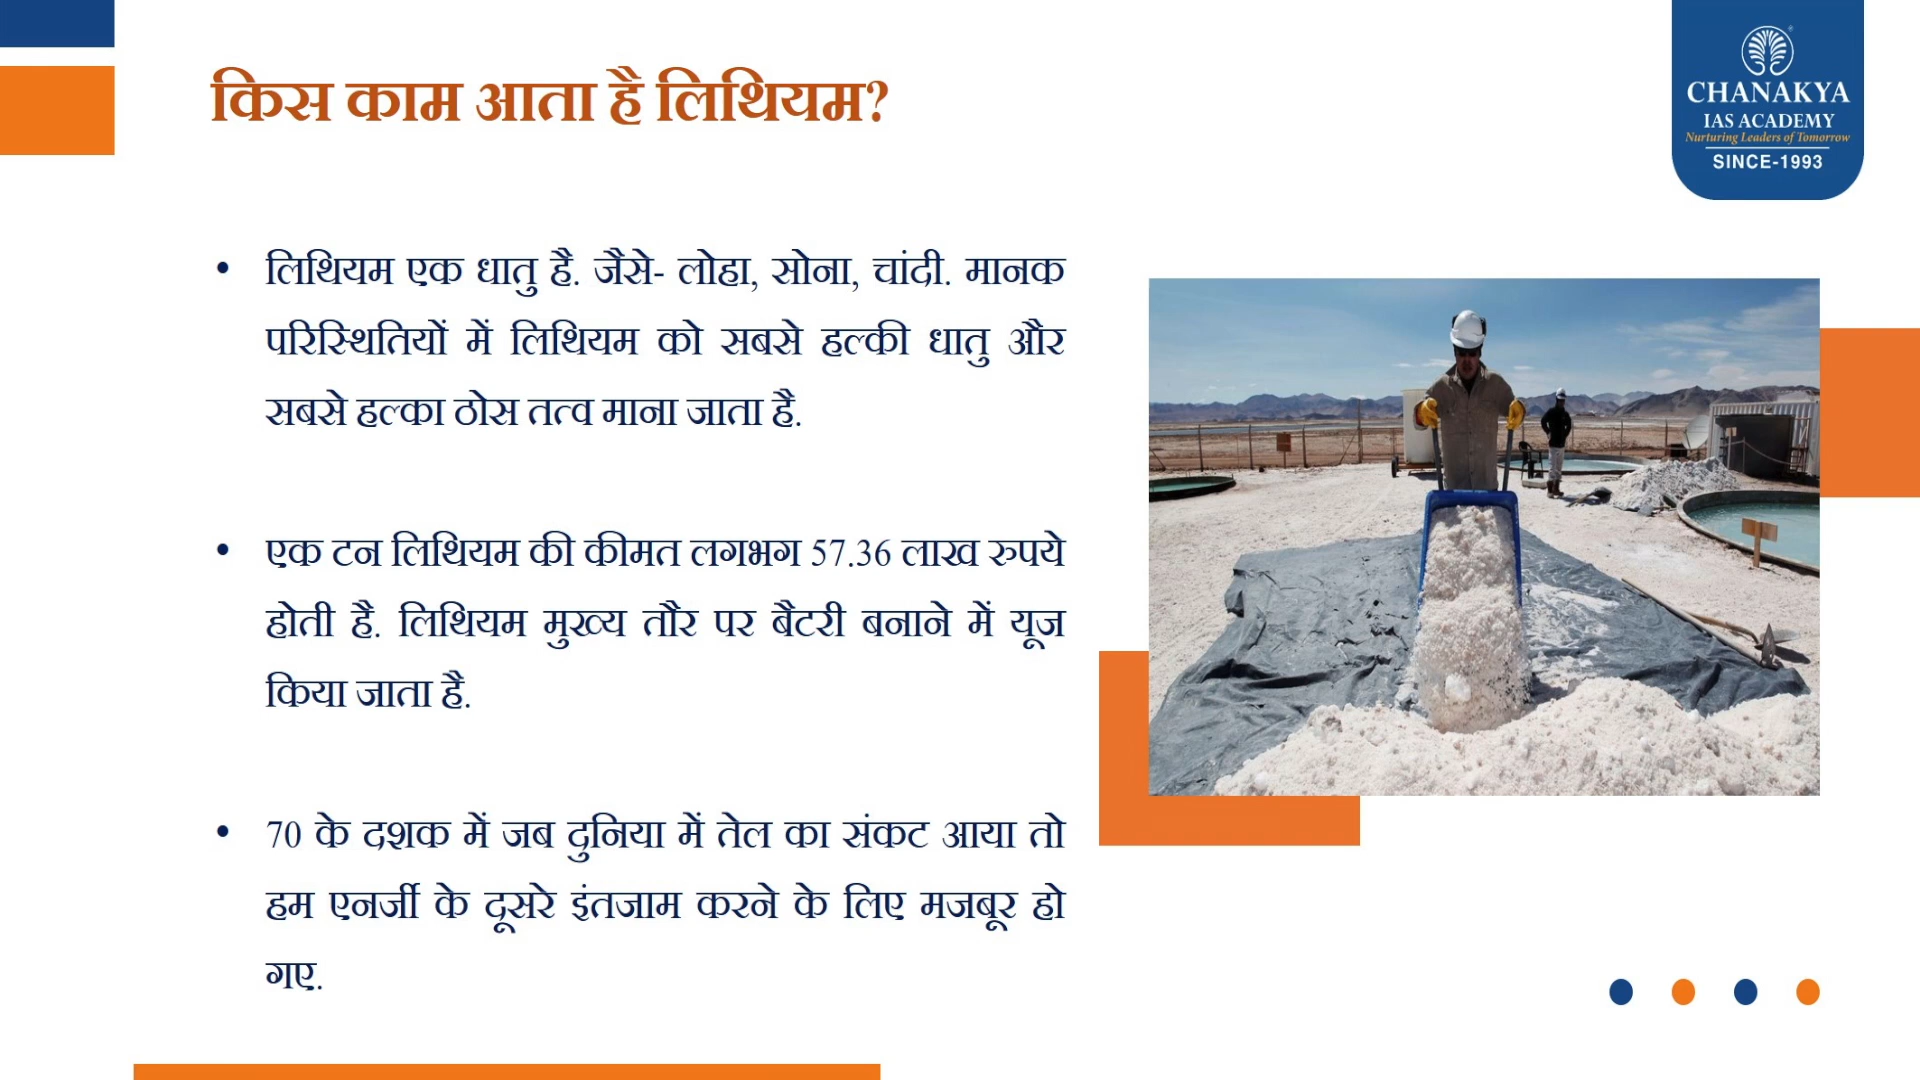 किस काम आता है लिथियम?
CHANAKYA
IAS ACADEMY
Nurturing Leaders of Tomorrow
SINCE-1993
• लिथियम एक धातु है. जैसे- लोहा, सोना, चांदी. मानक
परिस्थितियों में लिथियम को सबसे हल्की धातु और
सबसे हल्का ठोस तत्व माना जाता है.
• एक टन लिथियम की कीमत लगभग 57.36 लाख रुपये
होती है. लिथियम मुख्य तौर पर बैटरी बनाने में यूज
किया जाता है.
• 70 के दशक में जब दुनिया में तेल का संकट आया तो
हम एनर्जी के दूसरे इंतजाम करने के लिए मजबूर हो
गए.